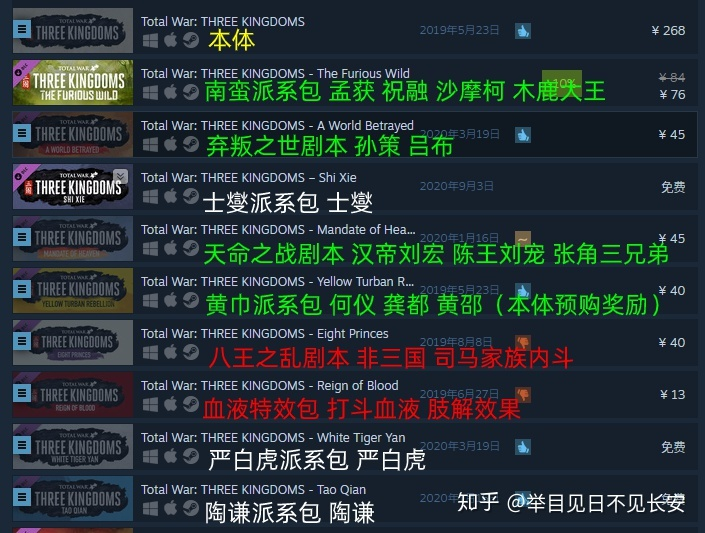 TOTAL WAR
THREE KINGDOMS
Total War: THREE KINGDOMS
2019年5月23日
¥ 268
本体
TOTAL WAR
THREE KINGDOMS
THE FURIOUS WILD
Total War: THREE KINGDOMS - The Furious Wild
-10%
¥ 84
¥ 76
南蛮派系包 孟获 祝融 沙摩柯 木鹿大王
TOTAL WAR
THREE KINGDOMS
A WORLD BETRAYED
Total War: THREE KINGDOMS - A World Betrayed
2020年3月19日
¥ 45
弃叛之世剧本 孙策 吕布
TOTAL WAR
THREE KINGDOMS
SHI XIE
Total War: THREE KINGDOMS – Shi Xie
2020年9月3日
免费
士燮派系包 士燮
TOTAL WAR
THREE KINGDOMS
MANDATE OF HEAVEN
Total War: THREE KINGDOMS - Mandate of Hea...
2020年1月16日
¥ 45
天命之战剧本 汉帝刘宏 陈王刘宠 张角三兄弟
TOTAL WAR
THREE KINGDOMS
YELLOW TURBAN REBELLION
Total War: THREE KINGDOMS - Yellow Turban R...
2019年5月23日
¥ 40
黄巾派系包 何仪 龚都 黄邵（本体预购奖励）
TOTAL WAR
THREE KINGDOMS
EIGHT PRINCES
Total War: THREE KINGDOMS - Eight Princes
2019年8月8日
¥ 40
八王之乱剧本 非三国 司马家族内斗
TOTAL WAR
THREE KINGDOMS
REIGN OF BLOOD
Total War: THREE KINGDOMS - Reign of Blood
2019年6月27日
¥ 13
血液特效包 打斗血液 肢解效果
TOTAL WAR
THREE KINGDOMS
WHITE TIGER YAN
Total War: THREE KINGDOMS - White Tiger Yan
2020年3月19日
免费
严白虎派系包 严白虎
TOTAL WAR
THREE KINGDOMS
TAO QIAN
Total War: THREE KINGDOMS - Tao Qian
免费
陶谦派系包 陶谦
知乎 @举目见日不见长安